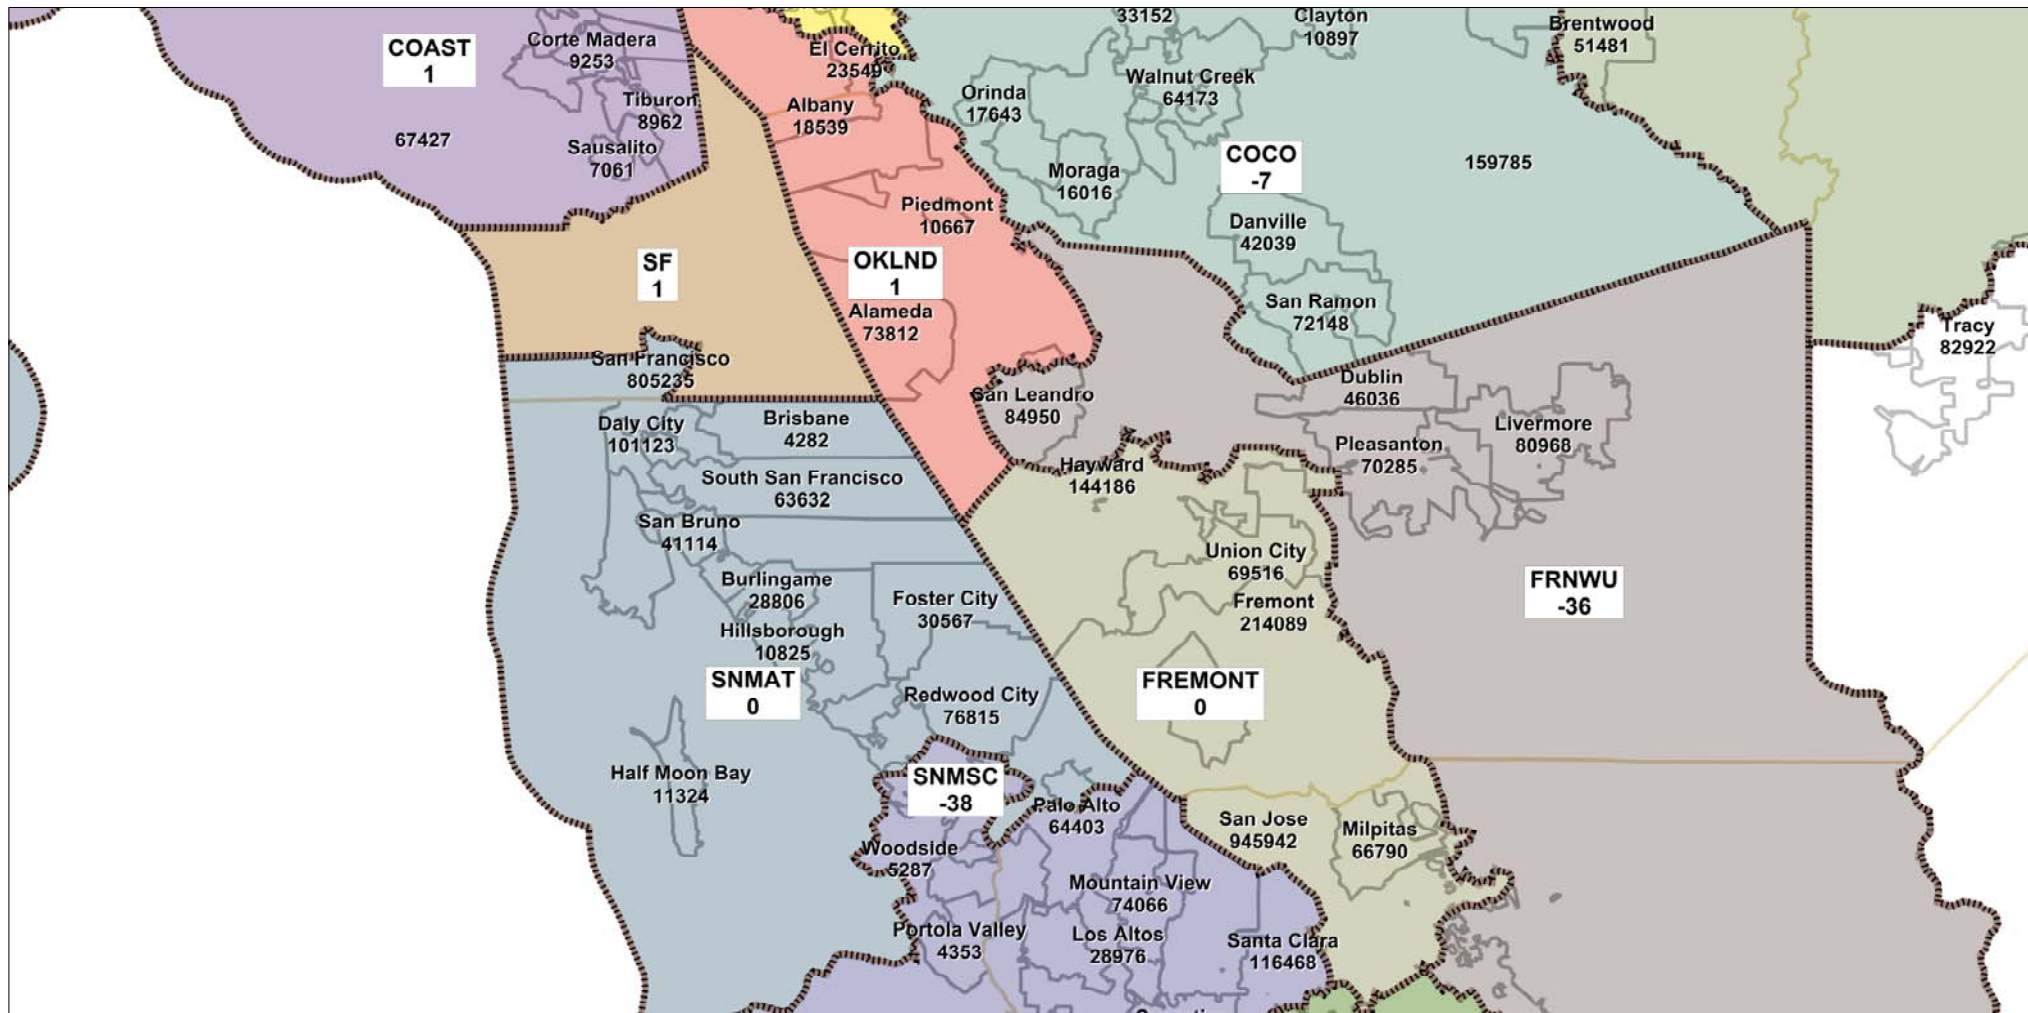 33152
Clayton
10897
Brentwood
51481
COAST
1
Corte Madera
9253
El Cerrito
23549
Walnut Creek
64173
Orinda
17643
Tiburon
8962
Albany
18539
67427
Sausalito
7061
COCO
-7
159785
Moraga
16016
Piedmont
10667
Danville
42039
SF
1
OKLND
1
San Ramon
72148
Alameda
73812
Tracy
82922
San Francisco
805235
Dublin
46036
San Leandro
84950
Daly City
101123
Brisbane
4282
Livermore
80968
Pleasanton
70285
Hayward
144186
South San Francisco
63632
San Bruno
41114
Union City
69516
Burlingame
28806
FRNWU
-36
Foster City
30567
Fremont
214089
Hillsborough
10825
SNMAT
0
FREMONT
0
Redwood City
76815
Half Moon Bay
11324
SNMSC
-38
Palo Alto
64403
San Jose
945942
Milpitas
66790
Woodside
5287
Mountain View
74066
Portola Valley
4353
Los Altos
28976
Santa Clara
116468